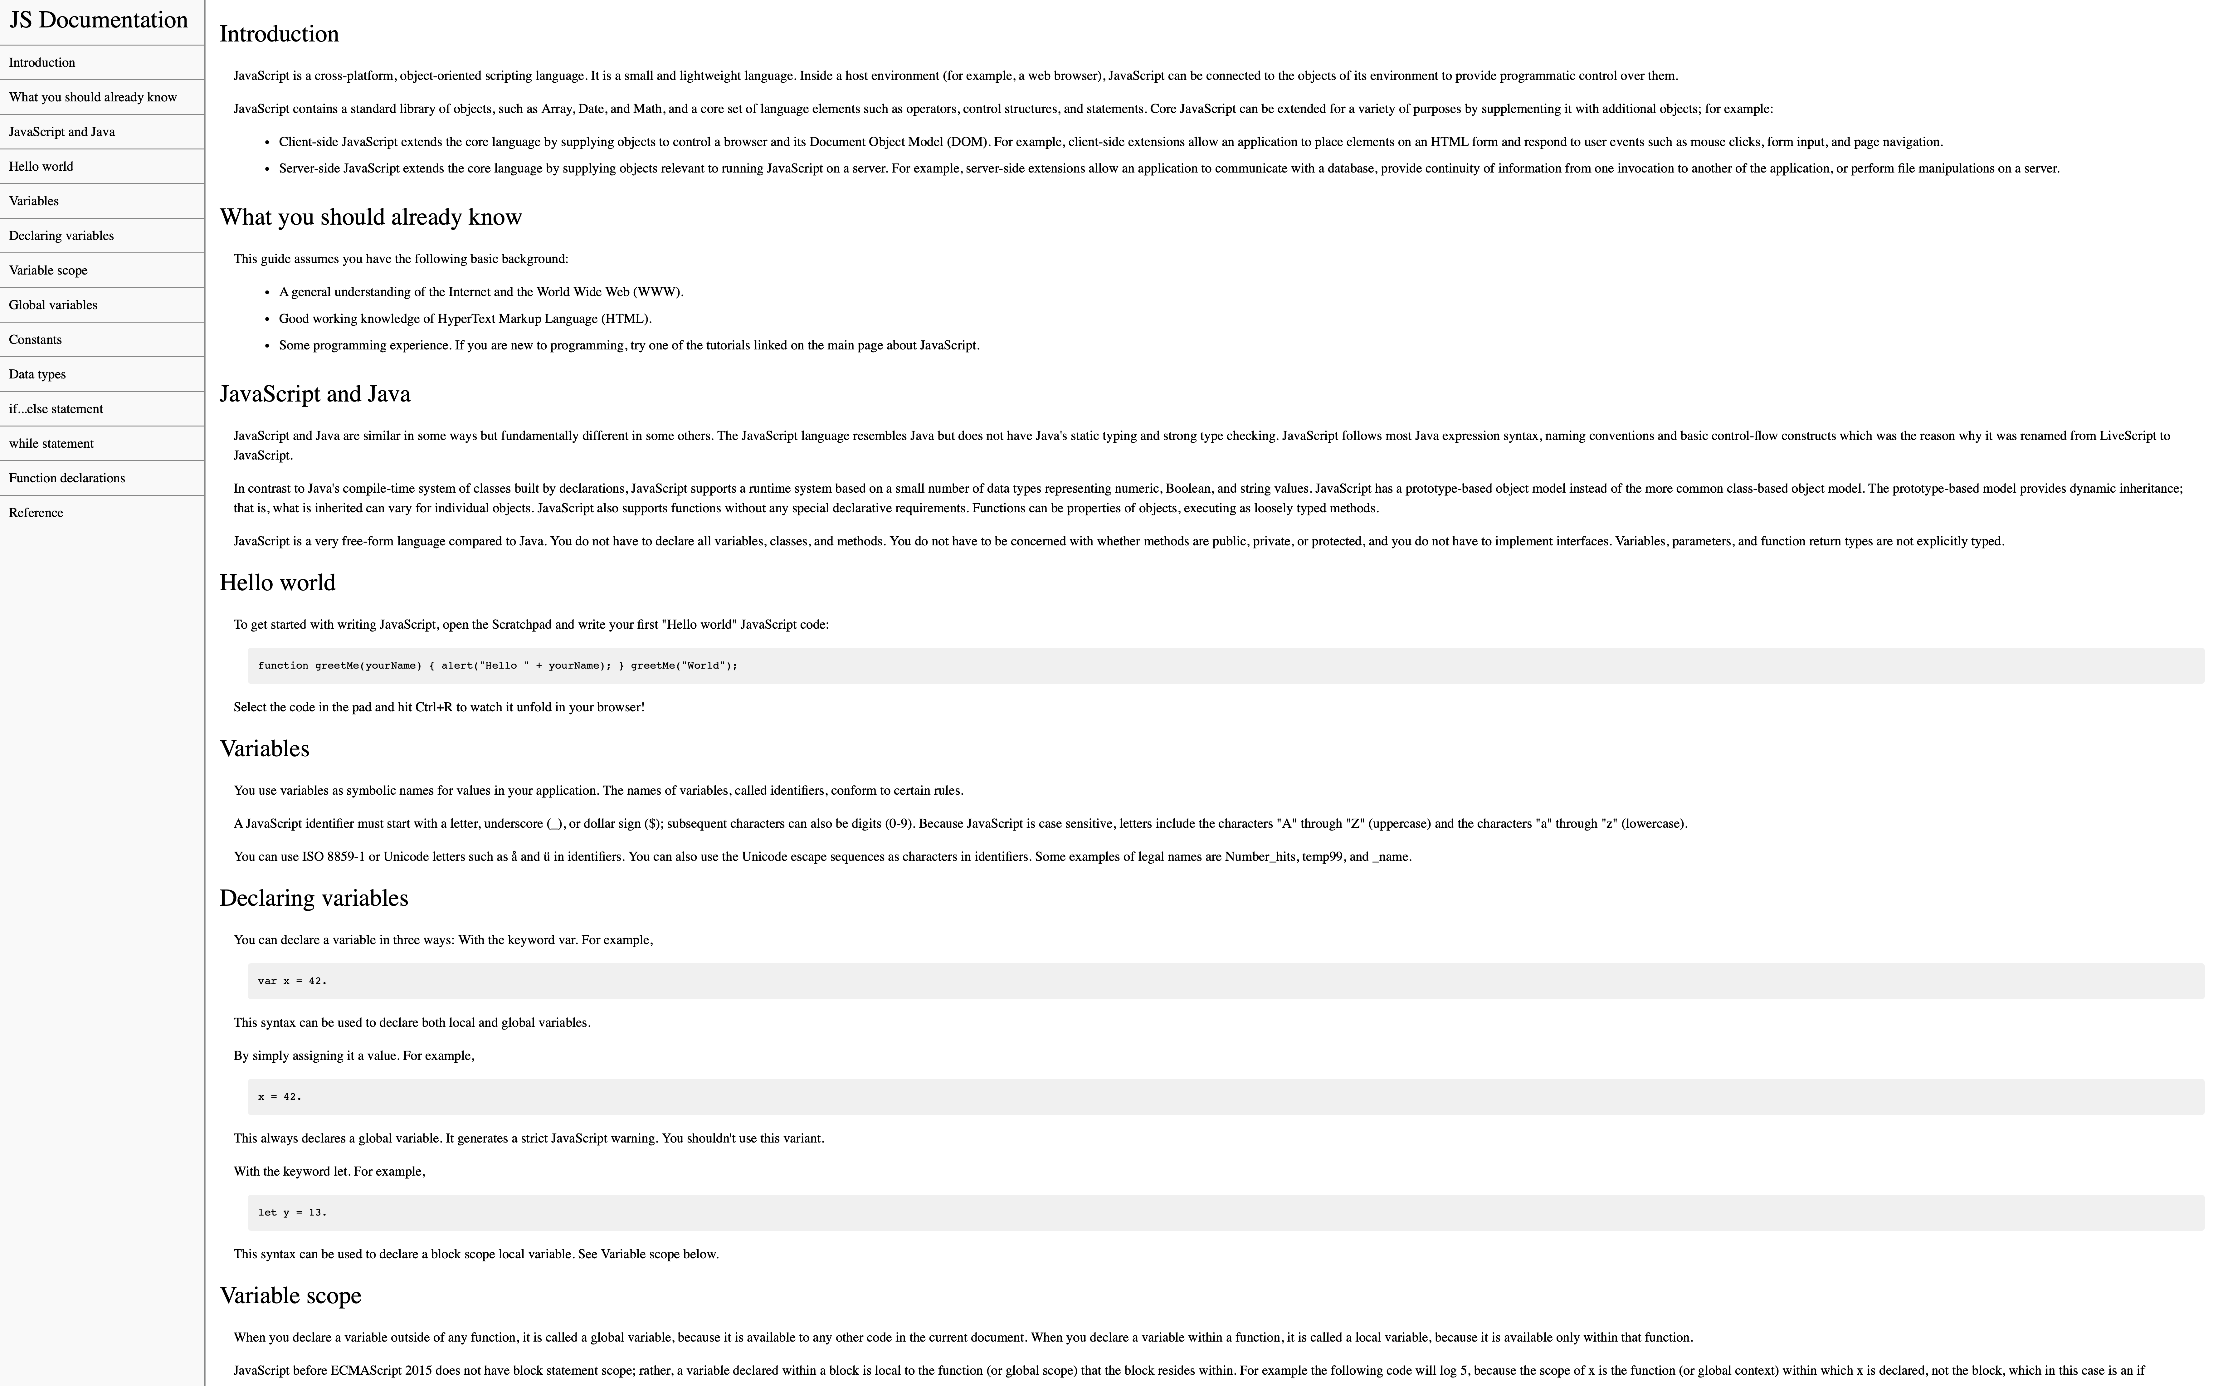 JS Documentation
Introduction
What you should already know
JavaScript and Java
Hello world
Variables
Declaring variables
Variable scope
Global variables
Constants
Data types
if...else statement
while statement
Function declarations
Reference
Introduction
JavaScript is a cross-platform, object-oriented scripting language. It is a small and lightweight language. Inside a host environment (for example, a web browser), JavaScript can be connected to the objects of its environment to provide programmatic control over them.
JavaScript contains a standard library of objects, such as Array, Date, and Math, and a core set of language elements such as operators, control structures, and statements. Core JavaScript can be extended for a variety of purposes by supplementing it with additional objects; for example:
• Client-side JavaScript extends the core language by supplying objects to control a browser and its Document Object Model (DOM). For example, client-side extensions allow an application to place elements on an HTML form and respond to user events such as mouse clicks, form input, and page navigation.
• Server-side JavaScript extends the core language by supplying objects relevant to running JavaScript on a server. For example, server-side extensions allow an application to communicate with a database, provide continuity of information from one invocation to another of the application, or perform file manipulations on a server.
What you should already know
This guide assumes you have the following basic background:
• A general understanding of the Internet and the World Wide Web (WWW).
• Good working knowledge of HyperText Markup Language (HTML).
• Some programming experience. If you are new to programming, try one of the tutorials linked on the main page about JavaScript.
JavaScript and Java
JavaScript and Java are similar in some ways but fundamentally different in some others. The JavaScript language resembles Java but does not have Java's static typing and strong type checking. JavaScript follows most Java expression syntax, naming conventions and basic control-flow constructs which was the reason why it was renamed from LiveScript to
JavaScript.
In contrast to Java's compile-time system of classes built by declarations, JavaScript supports a runtime system based on a small number of data types representing numeric, Boolean, and string values. JavaScript has a prototype-based object model instead of the more common class-based object model. The prototype-based model provides dynamic inheritance;
that is, what is inherited can vary for individual objects. JavaScript also supports functions without any special declarative requirements. Functions can be properties of objects, executing as loosely typed methods.
JavaScript is a very free-form language compared to Java. You do not have to declare all variables, classes, and methods. You do not have to be concerned with whether methods are public, private, or protected, and you do not have to implement interfaces. Variables, parameters, and function return types are not explicitly typed.
Hello world
To get started with writing JavaScript, open the Scratchpad and write your first "Hello world" JavaScript code:
function greetMe(yourName) { alert("Hello " + yourName); } greetMe("World");
Select the code in the pad and hit Ctrl+R to watch it unfold in your browser!
Variables
You use variables as symbolic names for values in your application. The names of variables, called identifiers, conform to certain rules.
A JavaScript identifier must start with a letter, underscore (_), or dollar sign ($); subsequent characters can also be digits (0-9). Because JavaScript is case sensitive, letters include the characters "A" through "Z" (uppercase) and the characters "a" through "z" (lowercase).
You can use ISO 8859-1 or Unicode letters such as å and ü in identifiers. You can also use the Unicode escape sequences as characters in identifiers. Some examples of legal names are Number_hits, temp99, and _name.
Declaring variables
You can declare a variable in three ways: With the keyword var. For example,
var x = 42.
This syntax can be used to declare both local and global variables.
By simply assigning it a value. For example,
x = 42.
This always declares a global variable. It generates a strict JavaScript warning. You shouldn't use this variant.
With the keyword let. For example,
let y = 13.
This syntax can be used to declare a block scope local variable. See Variable scope below.
Variable scope
When you declare a variable outside of any function, it is called a global variable, because it is available to any other code in the current document. When you declare a variable within a function, it is called a local variable, because it is available only within that function.
JavaScript before ECMAScript 2015 does not have block statement scope; rather, a variable declared within a block is local to the function (or global scope) that the block resides within. For example the following code will log 5, because the scope of x is the function (or global context) within which x is declared, not the block, which in this case is an if